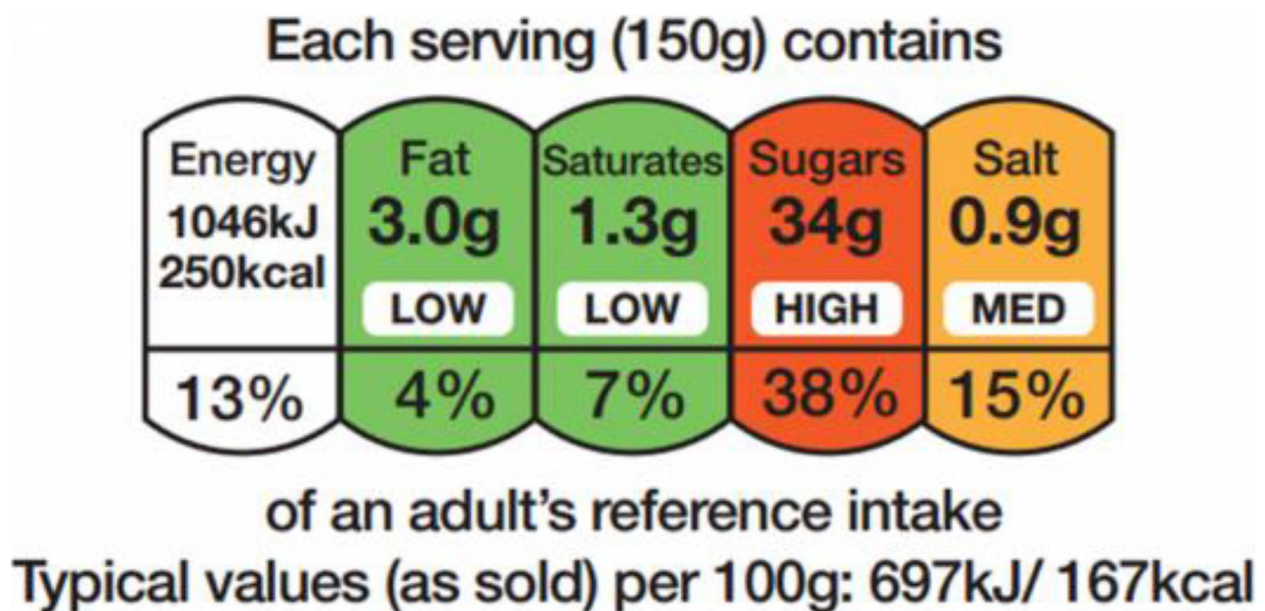 Each serving (150g) contains
Energy Fat Saturates Sugars Salt
1046kJ 3.0g 1.3g 34g 0.9g
250kcal
LOW LOW HIGH MED
13% 4% 7% 38% 15%
of an adult's reference intake
Typical values (as sold) per 100g: 697kJ/ 167kcal